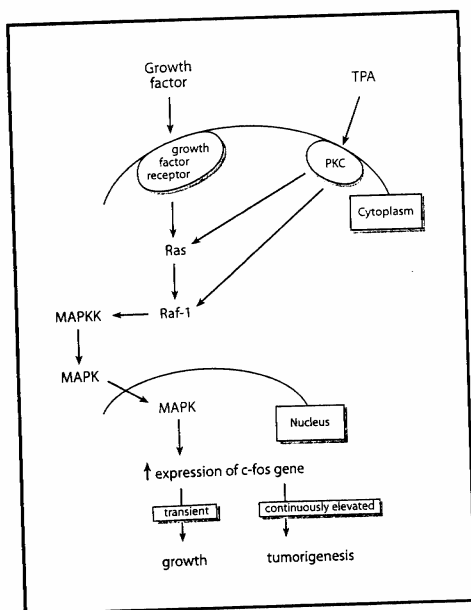 Growth
factor
TPA
growth
factor
receptor
PKC
Cytoplasm
Ras
MAPKK
Raf-1
MAPK
MAPK
Nucleus
↑ expression of c-fos gene
transient
continuously elevated
growth
tumorigenesis